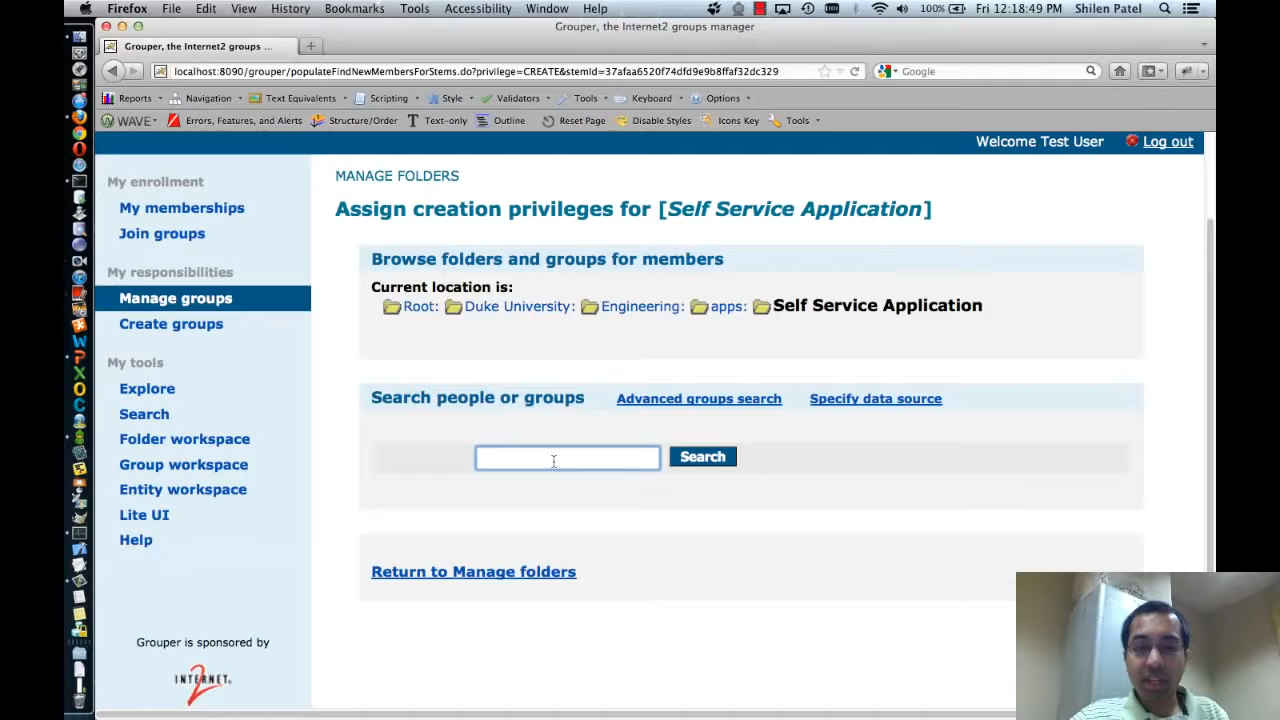 Firefox File Edit View History Bookmarks Tools Accessibility Window Help 100% Fri 12:18:49 PM Shilen Patel
Grouper, the Internet2 groups manager
Grouper, the Internet2 groups ...
localhost:8090/grouper/populateFindNewMembersForStems.do?privilege=CREATE&stemId=37afaa6520f74dfd9e9b8ffaf32dc329 Google
Reports Navigation Text Equivalents Scripting Style Validators Tools Keyboard Options
WAVE Errors, Features, and Alerts Structure/Order Text-only Outline Reset Page Disable Styles Icons Key Tools
Welcome Test User Log out
My enrollment
My memberships
Join groups
My responsibilities
Manage groups
Create groups
My tools
Explore
Search
Folder workspace
Group workspace
Entity workspace
Lite UI
Help
Grouper is sponsored by
INTERNET
2
MANAGE FOLDERS
Assign creation privileges for [Self Service Application]
Browse folders and groups for members
Current location is:
Root: Duke University: Engineering: apps: Self Service Application
Search people or groups Advanced groups search Specify data source
Search
Return to Manage folders